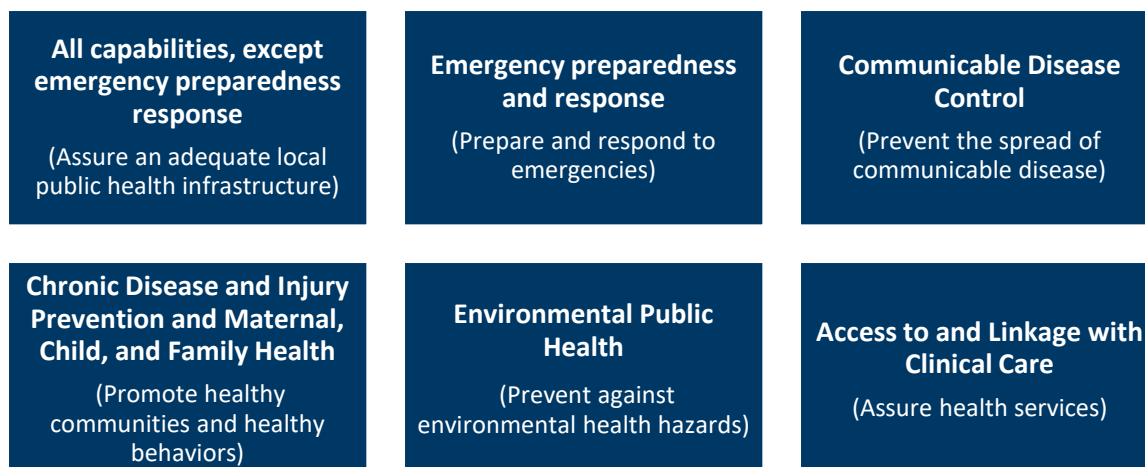 All capabilities, except
emergency preparedness
response
(Assure an adequate local
public health infrastructure)
Emergency preparedness
and response
(Prepare and respond to
emergencies)
Communicable Disease
Control
(Prevent the spread of
communicable disease)
Chronic Disease and Injury
Prevention and Maternal,
Child, and Family Health
(Promote healthy
communities and healthy
behaviors)
Environmental Public
Health
(Prevent against
environmental health hazards)
Access to and Linkage with
Clinical Care
(Assure health services)